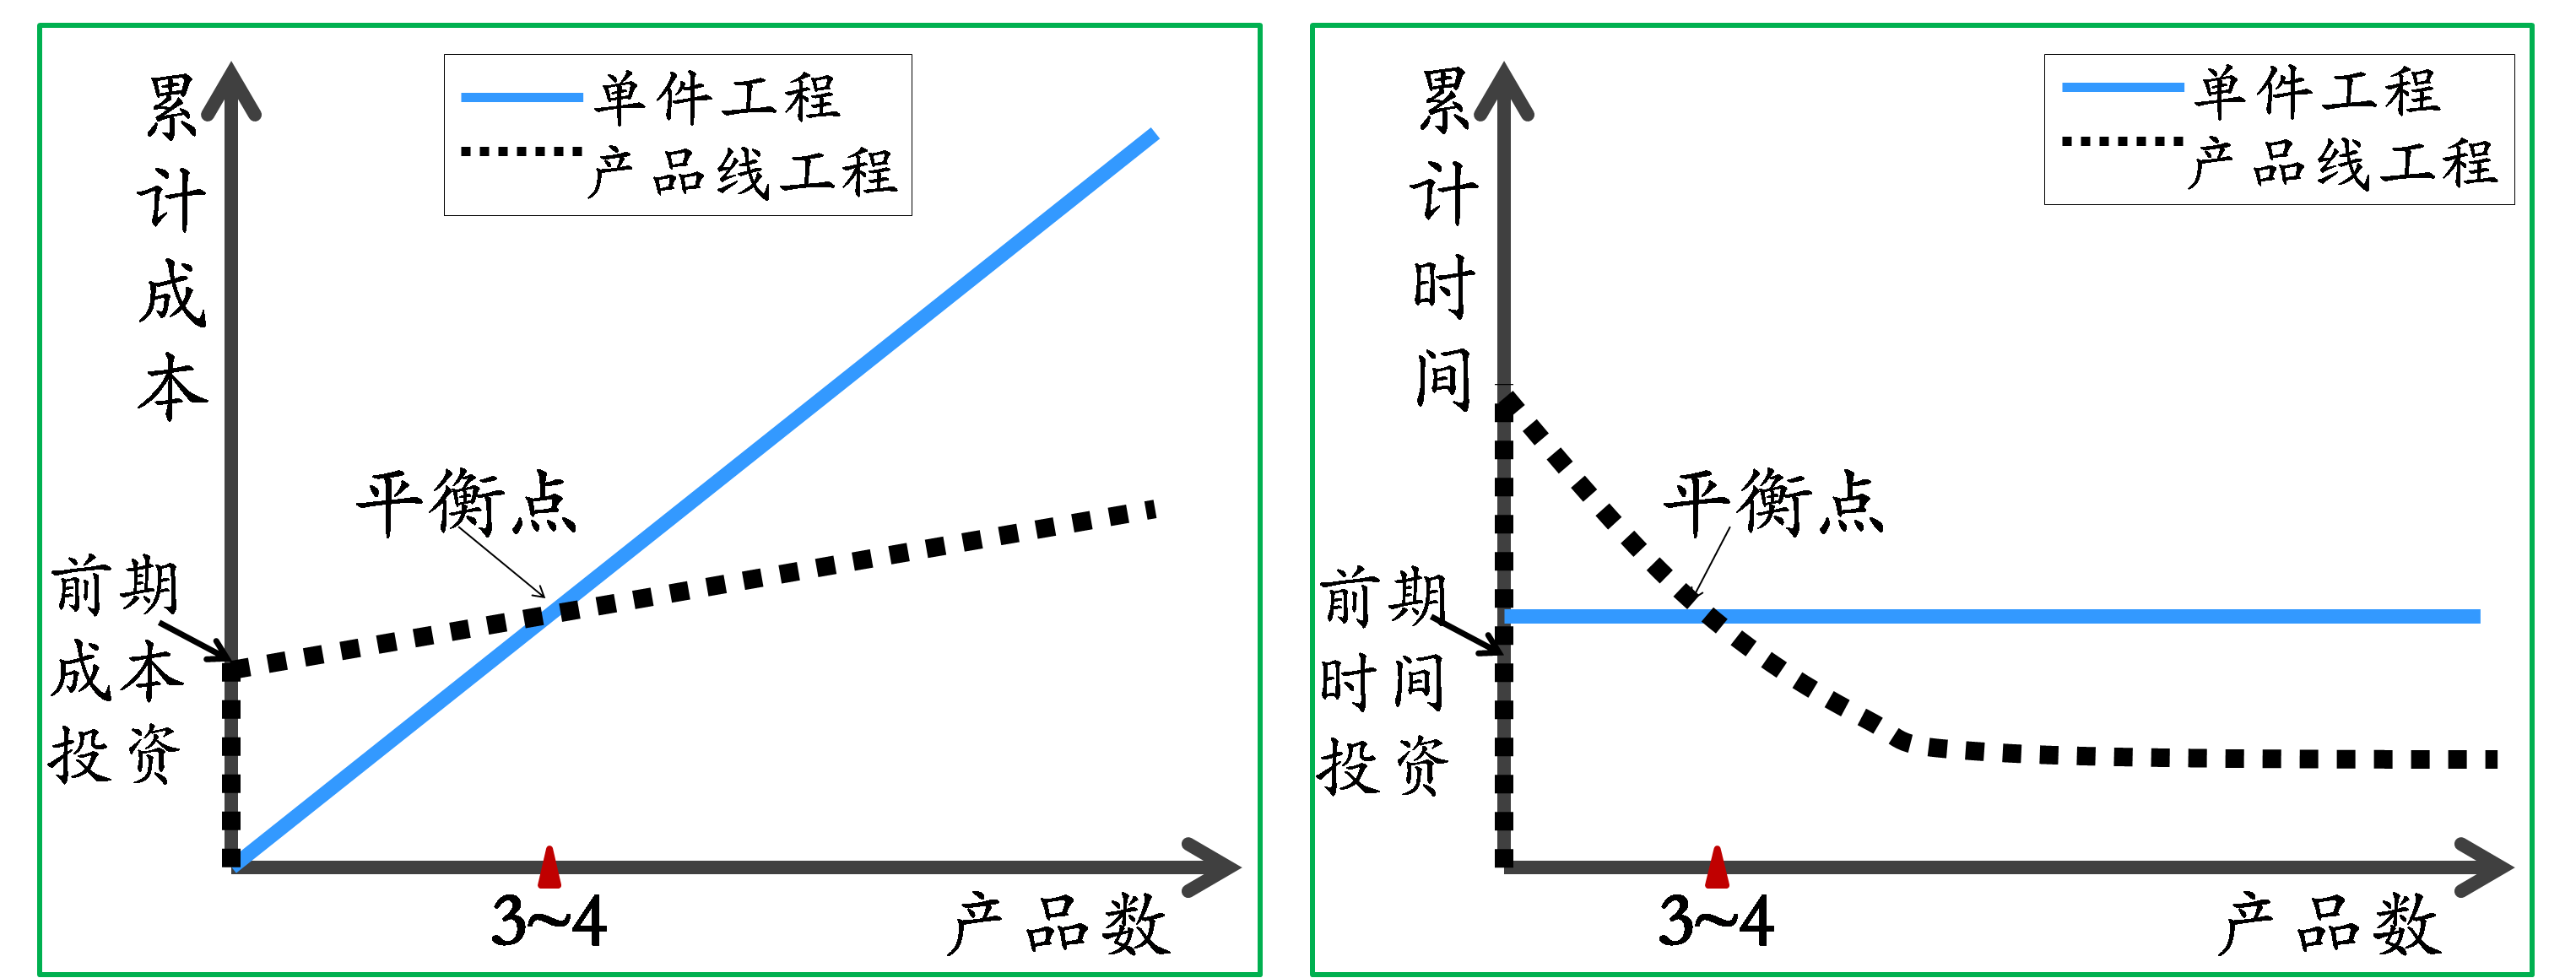 累计成本
单件工程
产品线工程
平衡点
前期
成本
投资
3~4
产品数
累计时间
单件工程
产品线工程
平衡点
前期
时间
投资
3~4
产品数